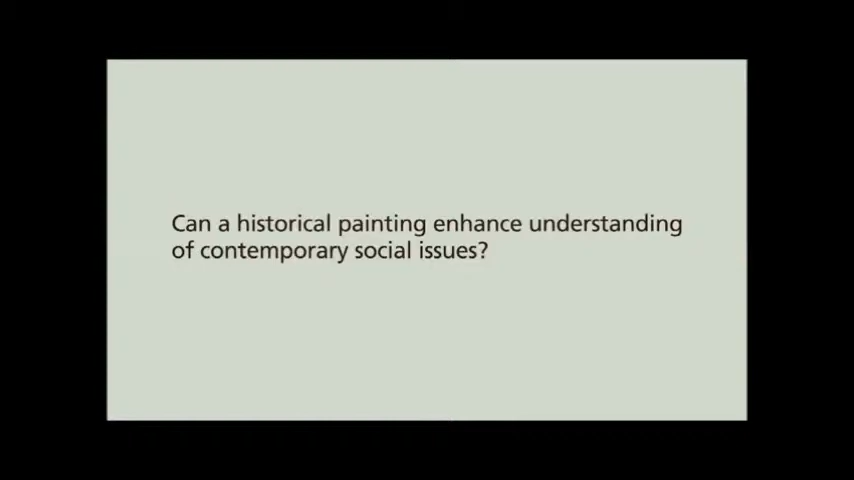 Can a historical painting enhance understanding
of contemporary social issues?